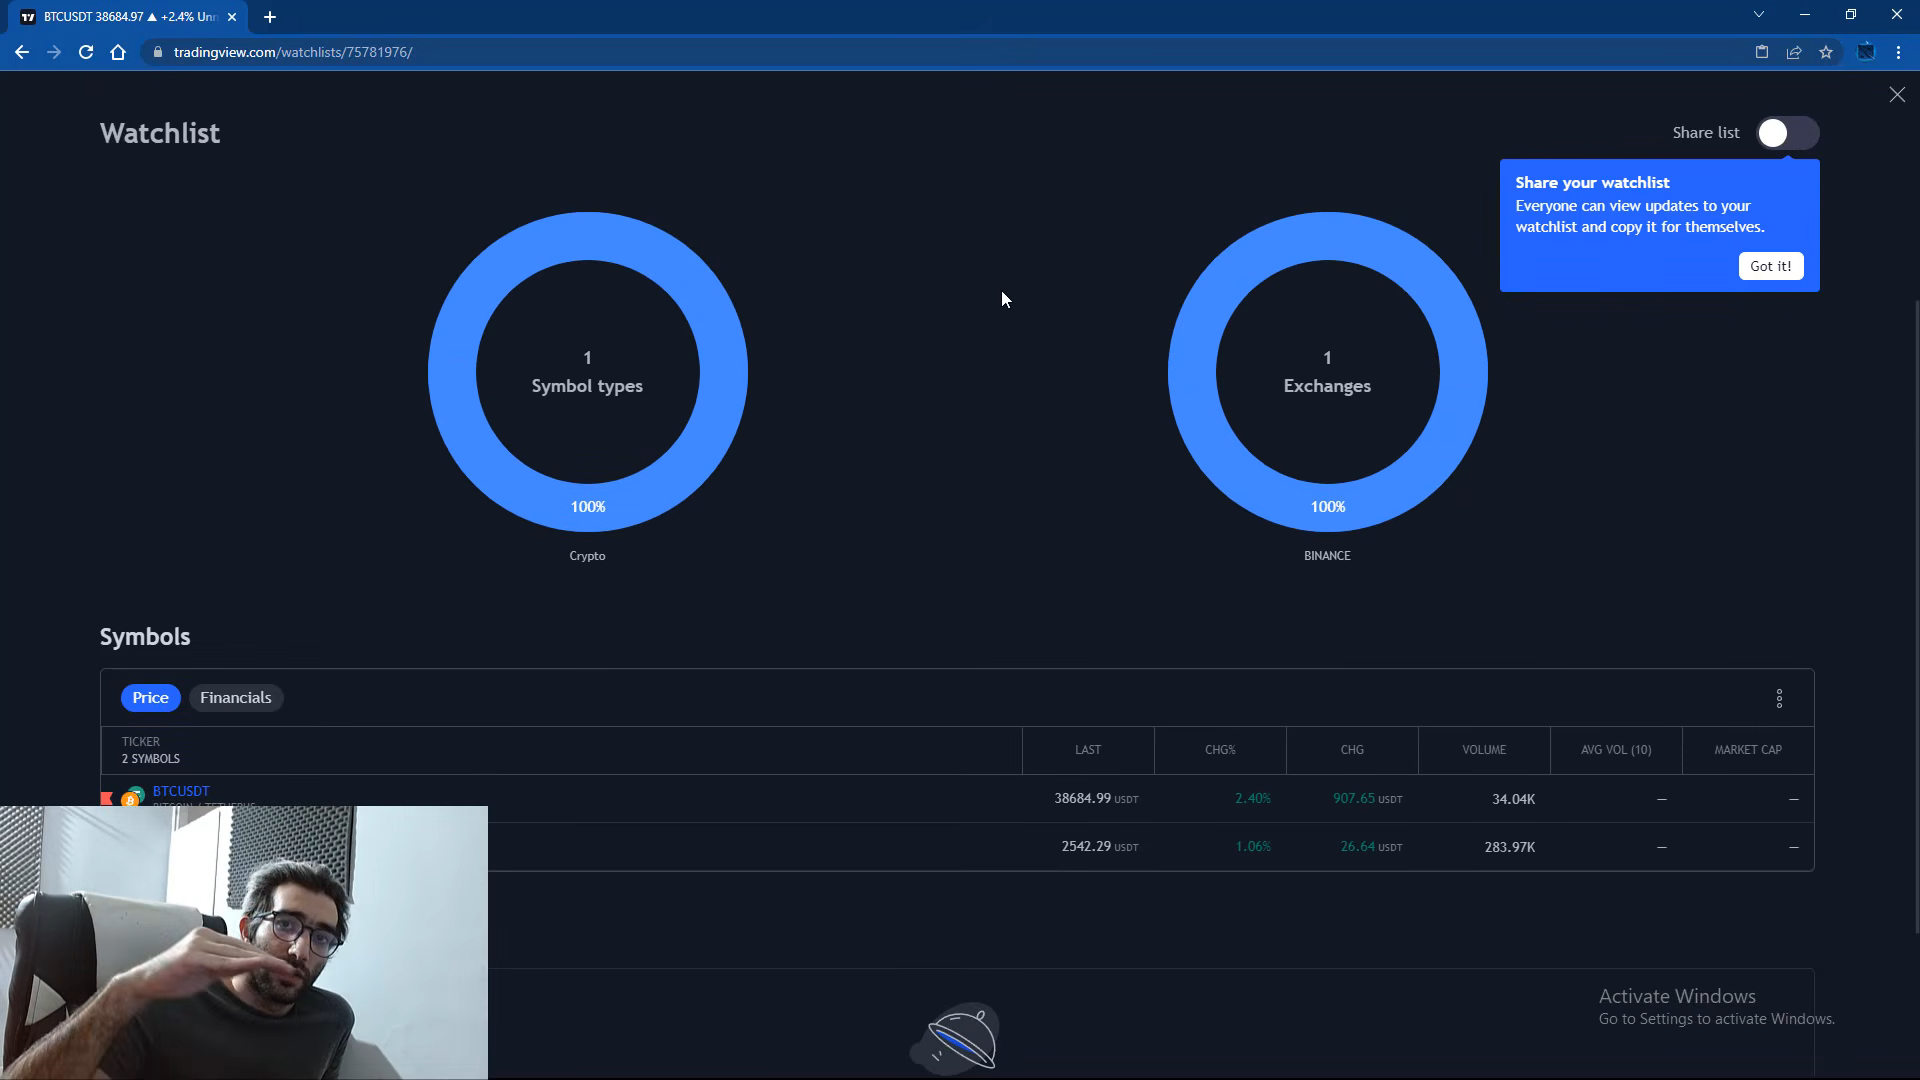 BTCUSDT 38684.97 ▲ +2.4% Unn
tradingview.com/watchlists/75781976/
Watchlist
Share list
Share your watchlist
Everyone can view updates to your
watchlist and copy it for themselves.
Got it!
1
Symbol types
100%
Crypto
1
Exchanges
100%
BINANCE
Symbols
Price Financials
TICKER
2 SYMBOLS
LAST CHG% CHG VOLUME AVG VOL (10) MARKET CAP
BTCUSDT
38684.99 USDT 2.40% 907.65 USDT 34.04K — —
2542.29 USDT 1.06% 26.64 USDT 283.97K — —
Activate Windows
Go to Settings to activate Windows.